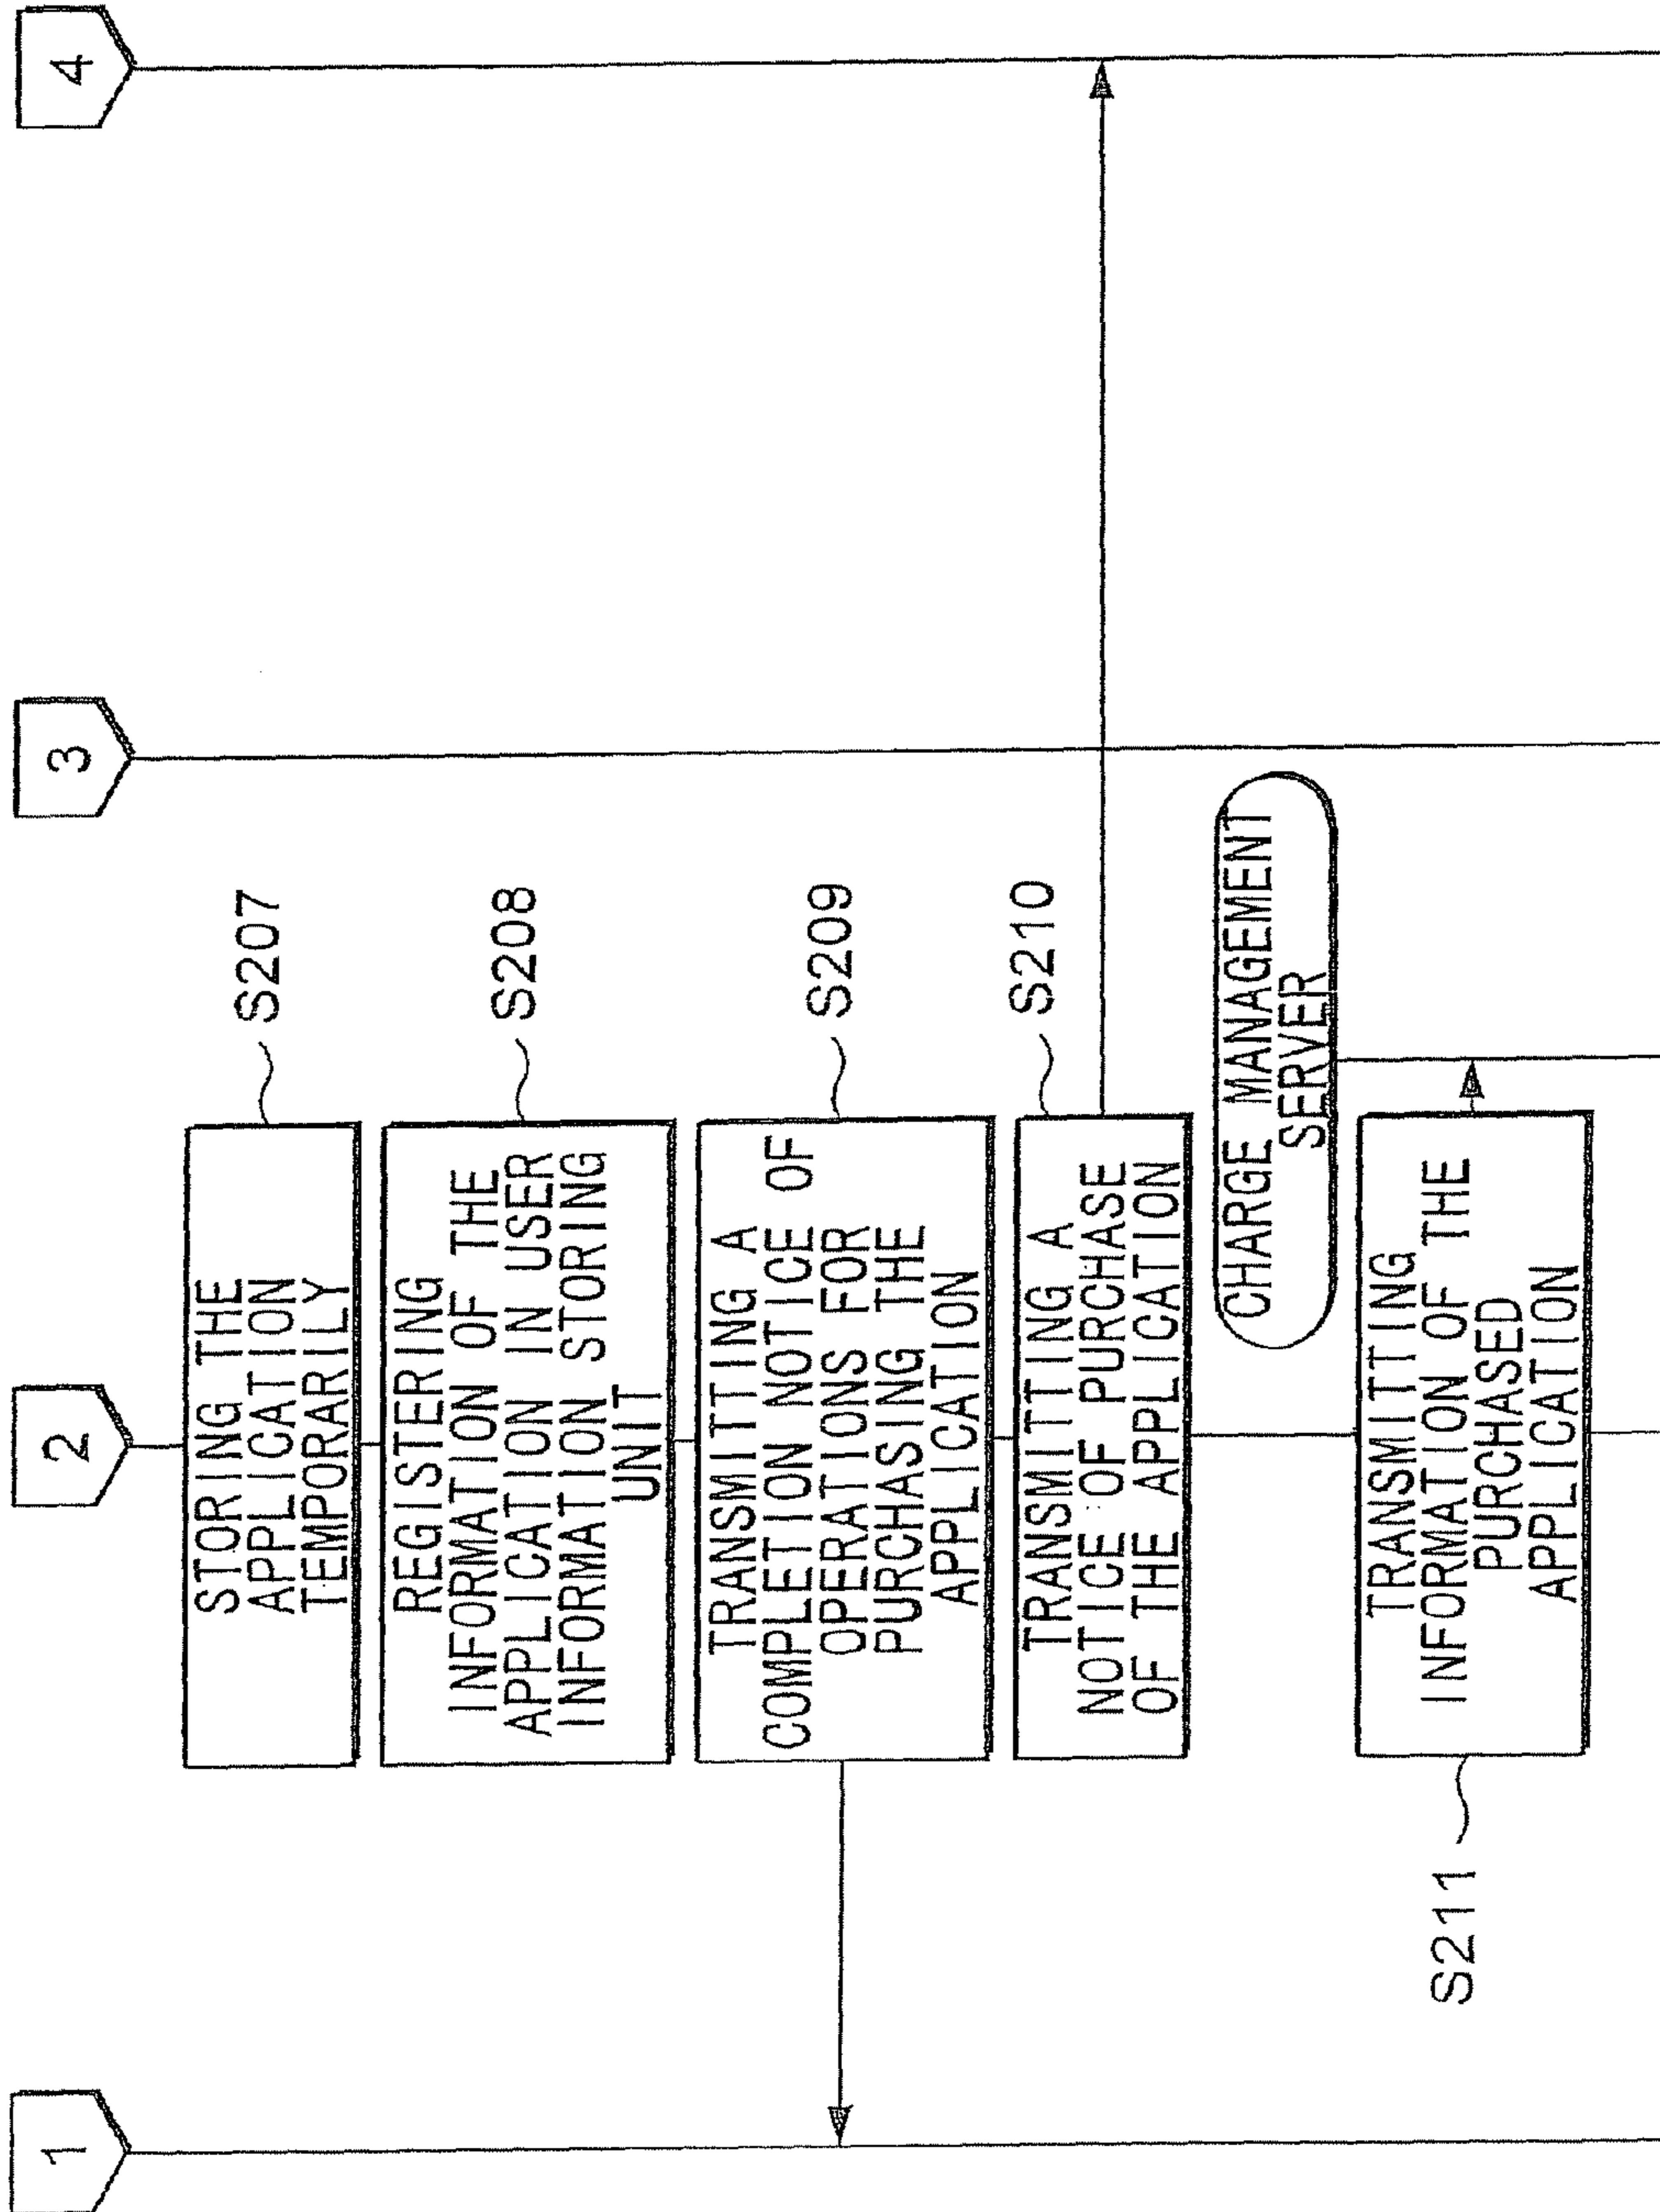 1
2
3
4
STORING THE
APPLICATION
TEMPORARILY
S207
REGISTERING
INFORMATION OF THE
APPLICATION IN USER
INFORMATION STORING
UNIT
S208
TRANSMITTING A
COMPLETION NOTICE OF
OPERATIONS FOR
PURCHASING THE
APPLICATION
S209
TRANSMITTING A
NOTICE OF PURCHASE
OF THE APPLICATION
S210
CHARGE MANAGEMENT
SERVER
TRANSMITTING
INFORMATION OF THE
PURCHASED
APPLICATION
S211